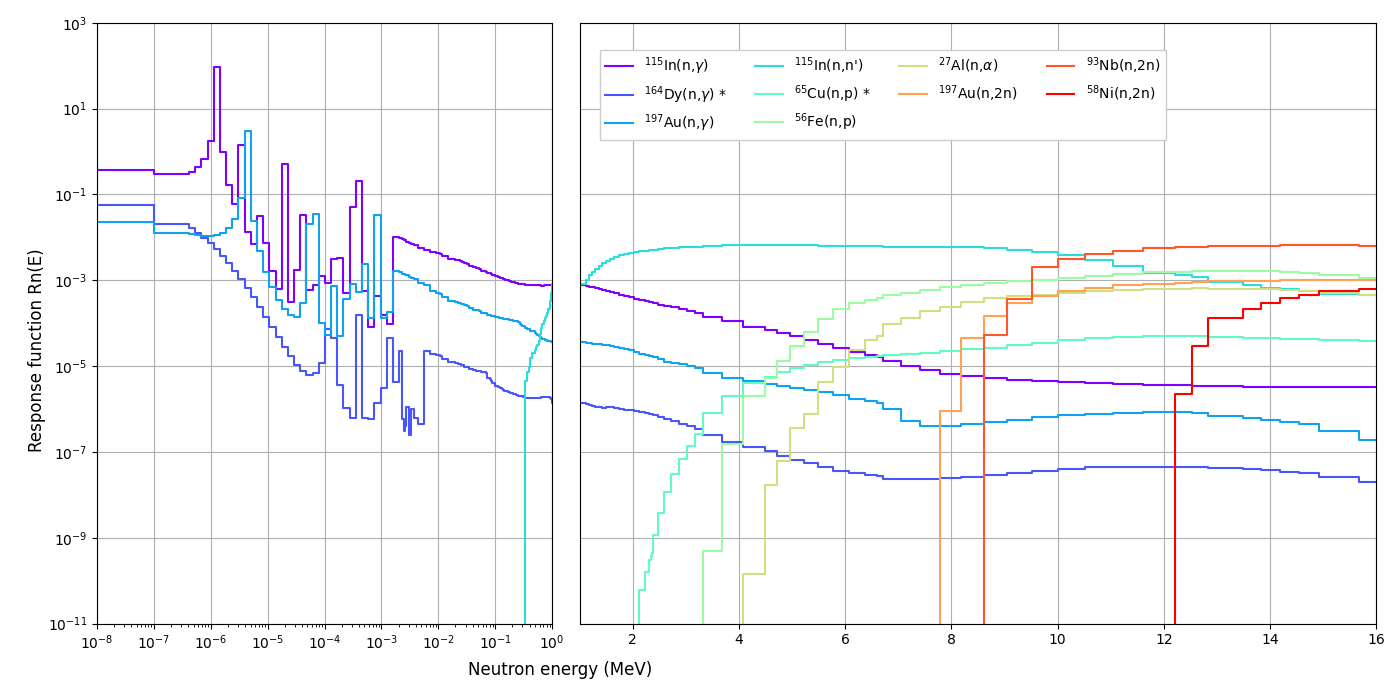 Response function Rn(E)
10³
10¹
10⁻¹
10⁻³
10⁻⁵
10⁻⁷
10⁻⁹
10⁻¹¹
¹¹⁵In(n,γ)
¹⁶⁴Dy(n,γ) *
¹⁹⁷Au(n,γ)
¹¹⁵In(n,n')
⁶⁵Cu(n,p) *
⁵⁶Fe(n,p)
²⁷Al(n,α)
¹⁹⁷Au(n,2n)
⁹³Nb(n,2n)
⁵⁸Ni(n,2n)
10⁻⁸ 10⁻⁷ 10⁻⁶ 10⁻⁵ 10⁻⁴ 10⁻³ 10⁻² 10⁻¹ 10⁰
2 4 6 8 10 12 14 16
Neutron energy (MeV)